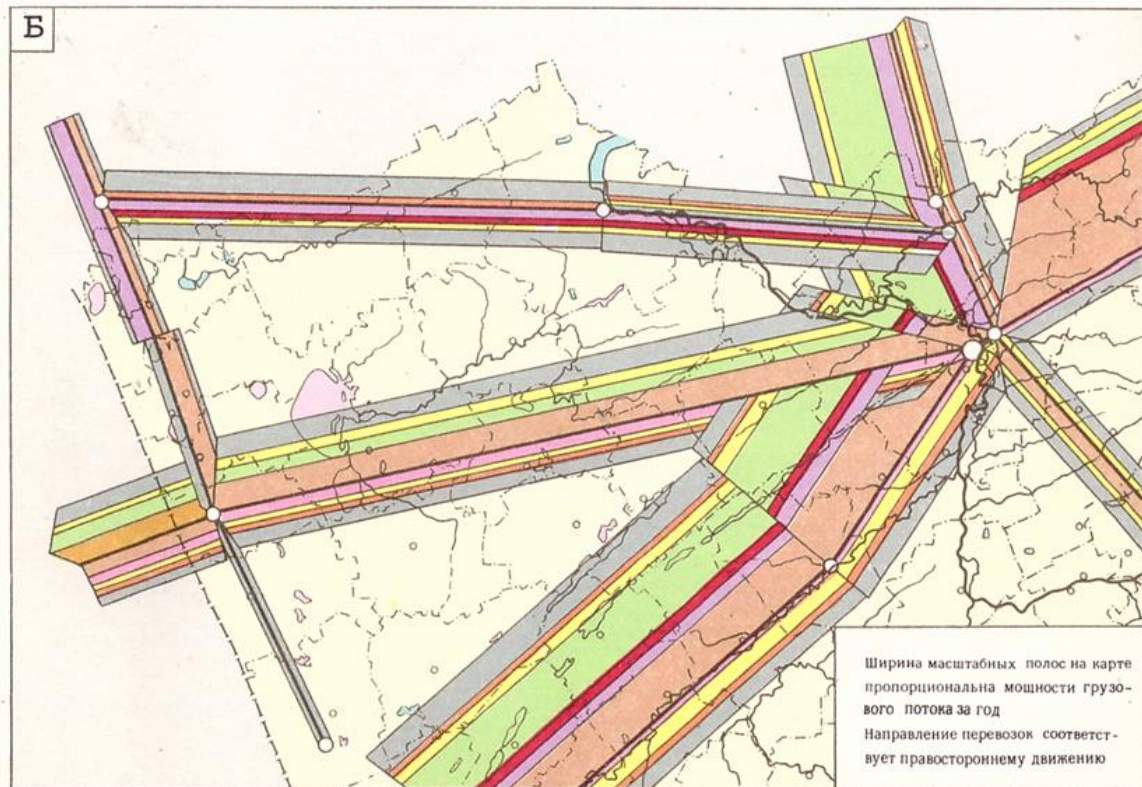 Б
Ширина масштабных полос на карте
пропорциональна мощности грузо-
вого потока за год
Направление перевозок соответст-
вует правостороннему движению